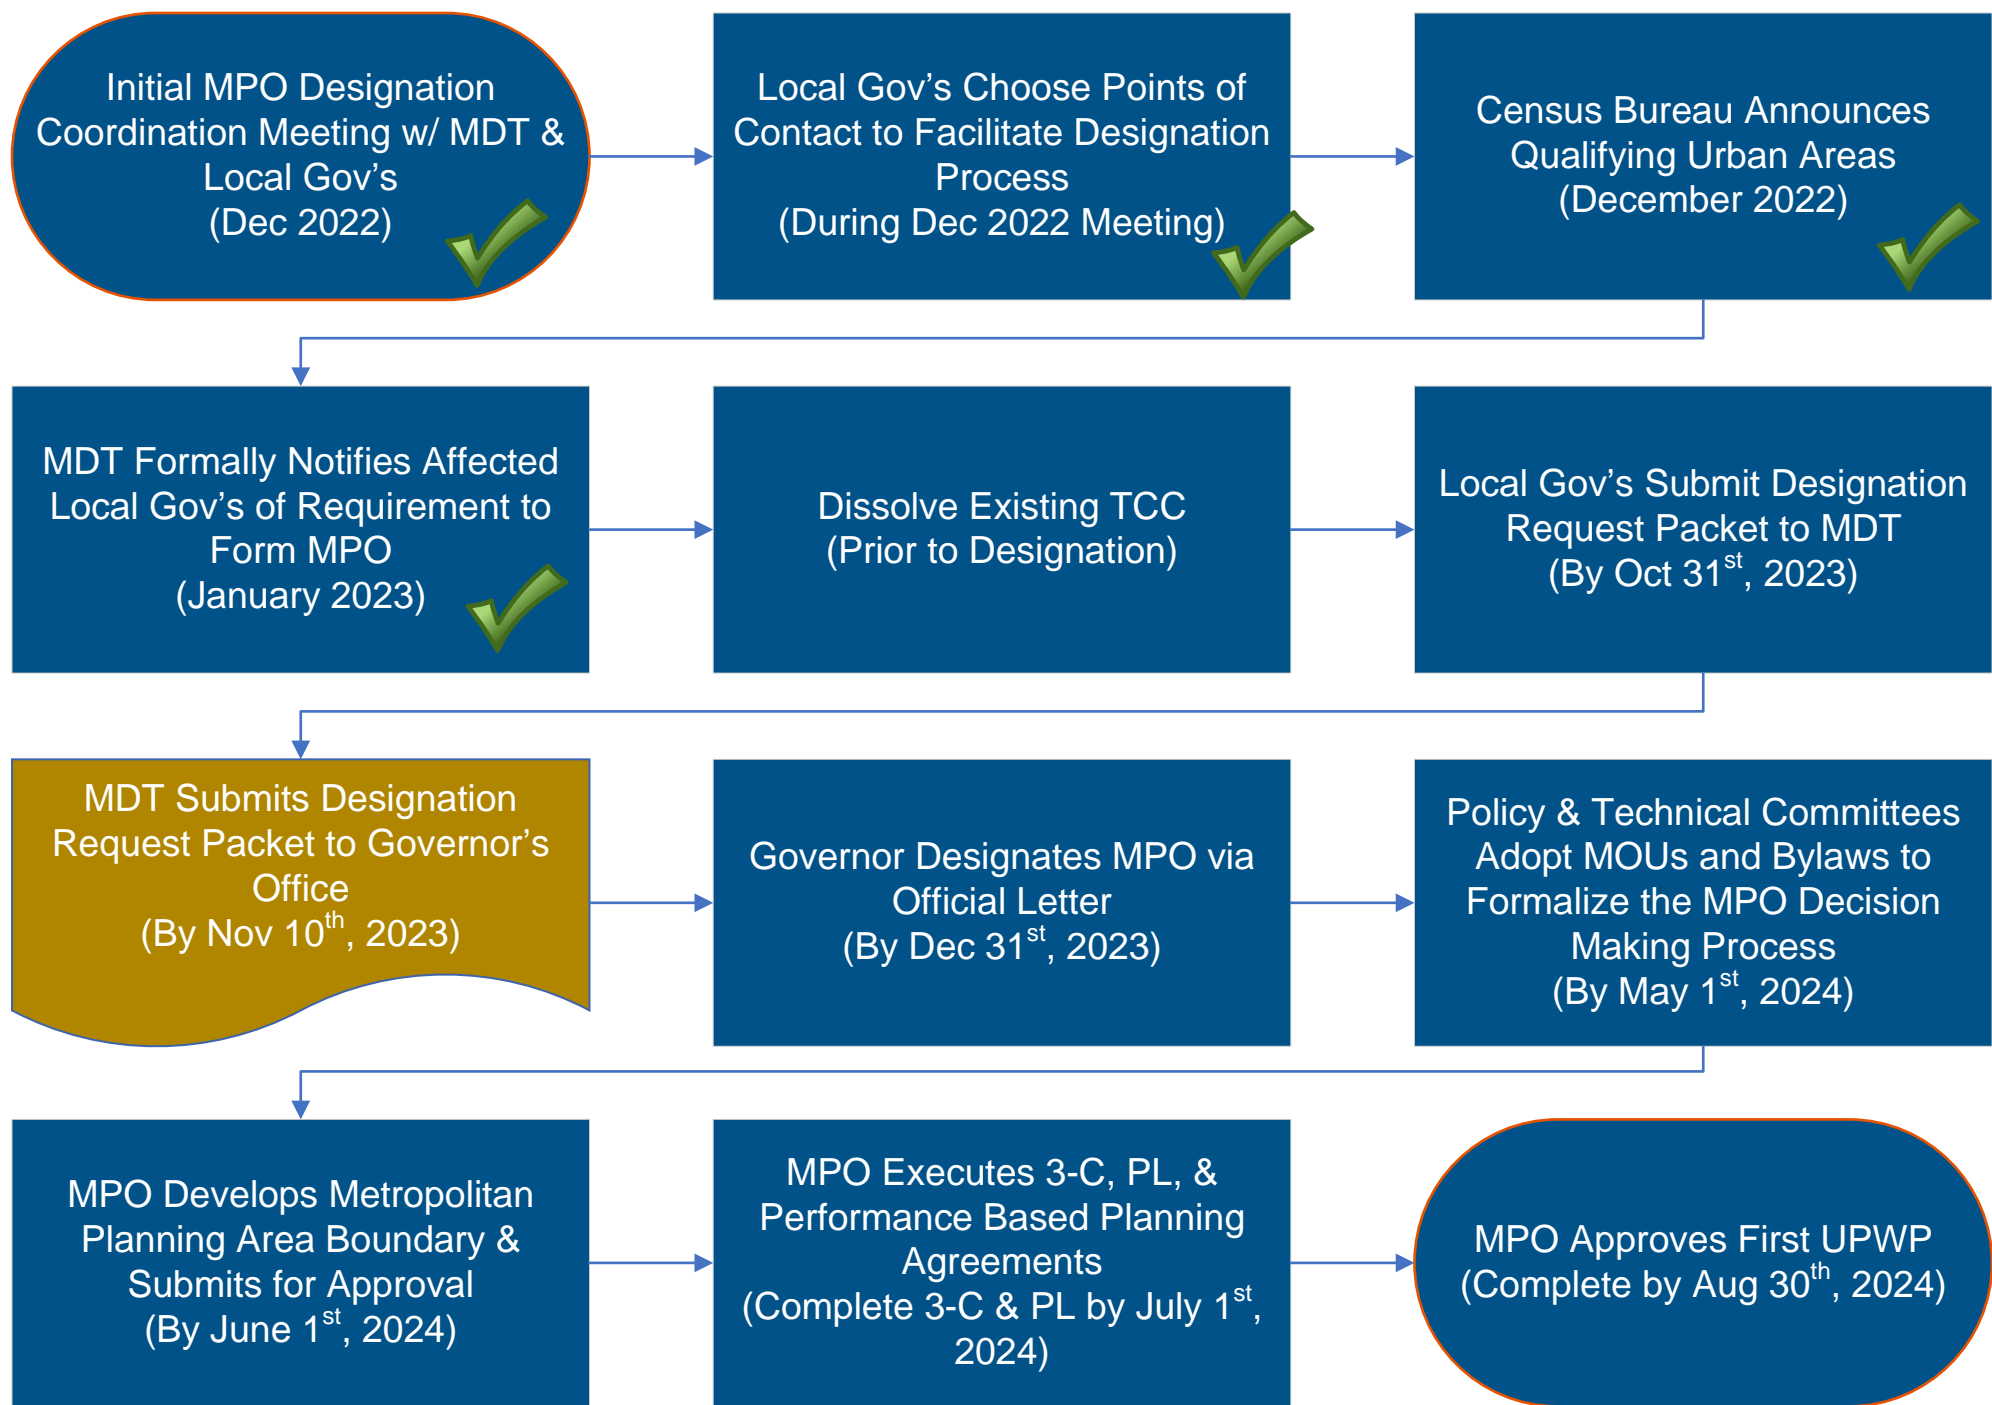 Initial MPO Designation
Coordination Meeting w/ MDT &
Local Gov’s
(Dec 2022)
Local Gov’s Choose Points of
Contact to Facilitate Designation
Process
(During Dec 2022 Meeting)
Census Bureau Announces
Qualifying Urban Areas
(December 2022)
MDT Formally Notifies Affected
Local Gov’s of Requirement to
Form MPO
(January 2023)
Dissolve Existing TCC
(Prior to Designation)
Local Gov’s Submit Designation
Request Packet to MDT
(By Oct 31st, 2023)
MDT Submits Designation
Request Packet to Governor’s
Office
(By Nov 10th, 2023)
Governor Designates MPO via
Official Letter
(By Dec 31st, 2023)
Policy & Technical Committees
Adopt MOUs and Bylaws to
Formalize the MPO Decision
Making Process
(By May 1st, 2024)
MPO Develops Metropolitan
Planning Area Boundary &
Submits for Approval
(By June 1st, 2024)
MPO Executes 3-C, PL, &
Performance Based Planning
Agreements
(Complete 3-C & PL by July 1st,
2024)
MPO Approves First UPWP
(Complete by Aug 30th, 2024)